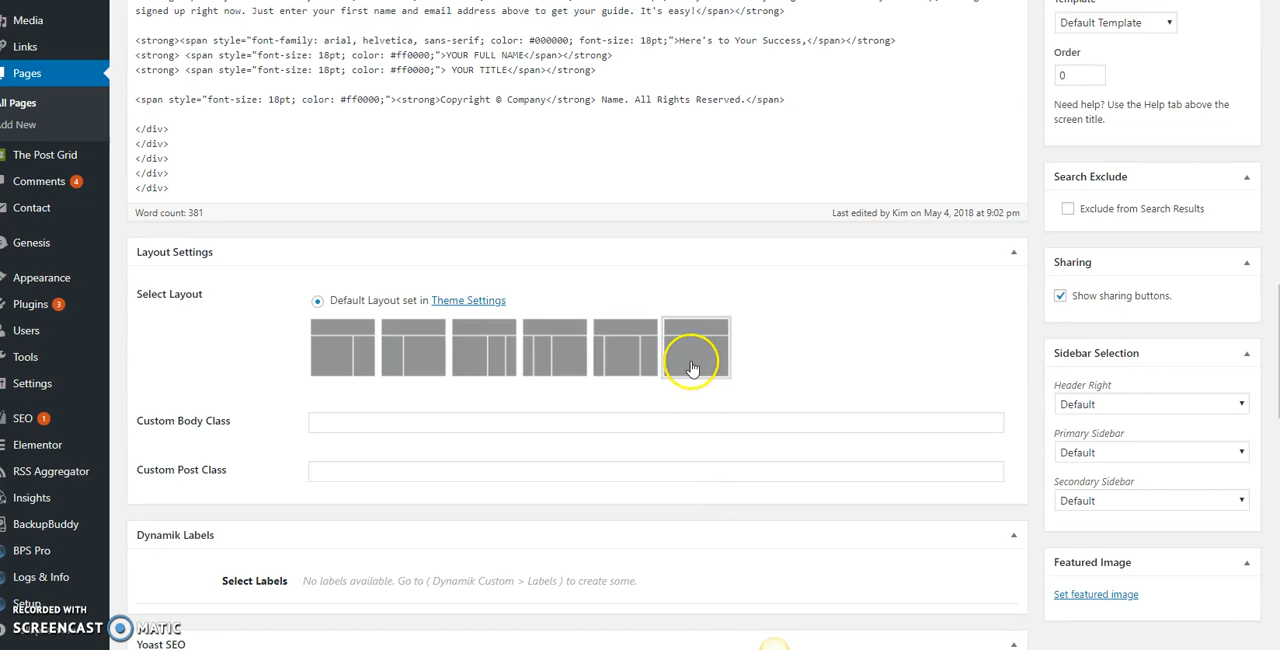 Media
Links
Pages
All Pages
Add New
The Post Grid
Comments 4
Contact
Genesis
Appearance
Plugins 3
Users
Tools
Settings
SEO 1
Elementor
RSS Aggregator
Insights
BackupBuddy
BPS Pro
Logs & Info
Setup
RECORDED WITH
SCREENCAST MATIC
signed up right now. Just enter your first name and email address above to get your guide. It's easy!</span></strong>
<strong><span style="font-family: arial, helvetica, sans-serif; color: #000000; font-size: 18pt;">Here's to Your Success,</span></strong>
<strong> <span style="font-size: 18pt; color: #ff0000;">YOUR FULL NAME</span></strong>
<strong> <span style="font-size: 18pt; color: #ff0000;"> YOUR TITLE</span></strong>
<span style="font-size: 18pt; color: #ff0000;"><strong>Copyright © Company</strong> Name. All Rights Reserved.</span>
</div>
</div>
</div>
</div>
</div>
Word count: 381
Last edited by Kim on May 4, 2018 at 9:02 pm
Layout Settings
Select Layout
Default Layout set in Theme Settings
Custom Body Class
Custom Post Class
Dynamik Labels
Select Labels
No labels available. Go to ( Dynamik Custom > Labels ) to create some.
Yoast SEO
Template
Default Template
Order
0
Need help? Use the Help tab above the
screen title.
Search Exclude
Exclude from Search Results
Sharing
Show sharing buttons.
Sidebar Selection
Header Right
Default
Primary Sidebar
Default
Secondary Sidebar
Default
Featured Image
Set featured image